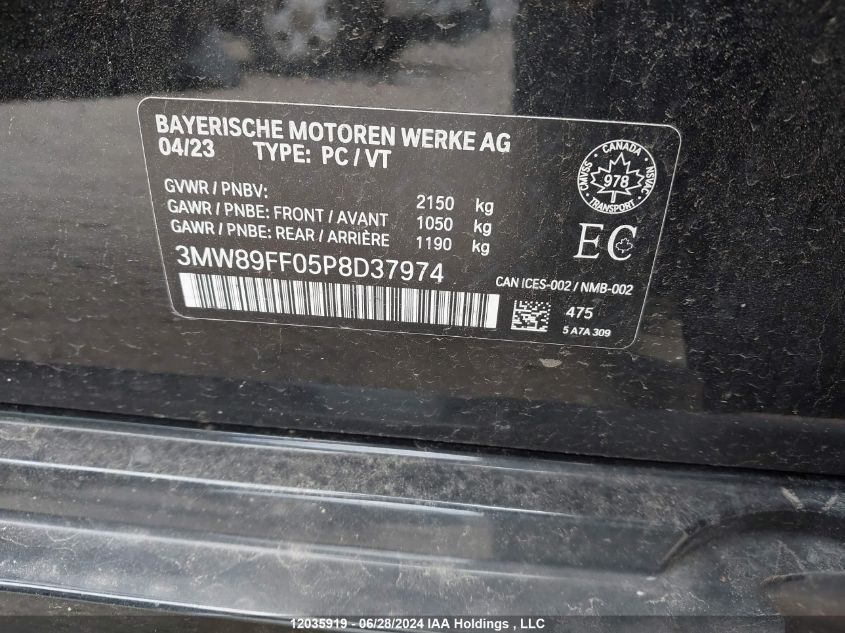 BAYERISCHE MOTOREN WERKE AG
04/23 TYPE: PC / VT
GVWR / PNBV: 2150 kg
GAWR / PNBE: FRONT / AVANT 1050 kg
GAWR / PNBE: REAR / ARRIÈRE 1190 kg
3MW89FF05P8D37974
CANADA
CMVSS 978 NSVAC
TRANSPORT
EC
CAN ICES-002 / NMB-002
475
5 A7A 309
12035919 - 06/28/2024 IAA Holdings , LLC